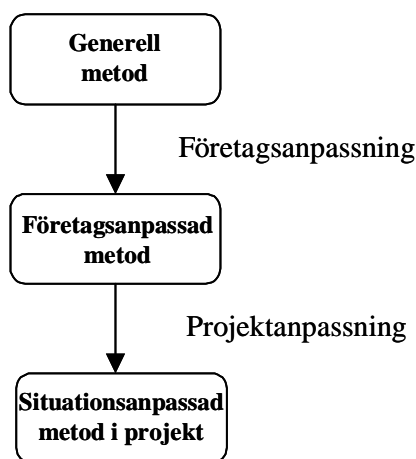 Generell
metod
Företagsanpassning
Företagsanpassad
metod
Projektanpassning
Situationsanpassad
metod i projekt